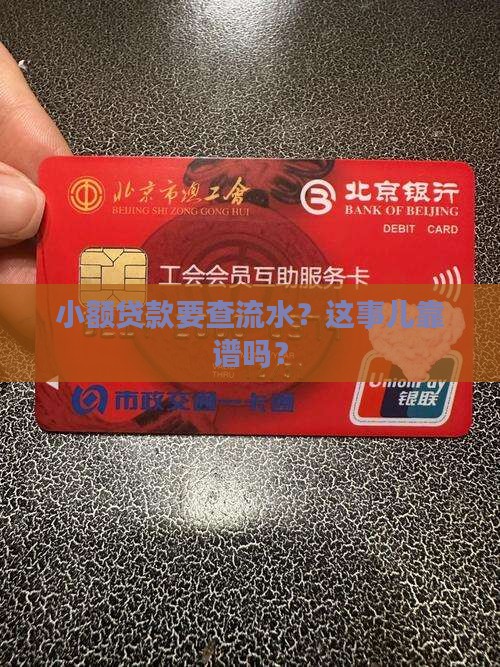 北京市总工会
BEIJING SHI ZONG GONG HUI
北京银行
BANK OF BEIJING
DEBIT CARD
工会会员互助服务卡
小额贷款要查流水？这事儿靠
谱吗？
THRU
UnionPay
银联
市政交通一卡通